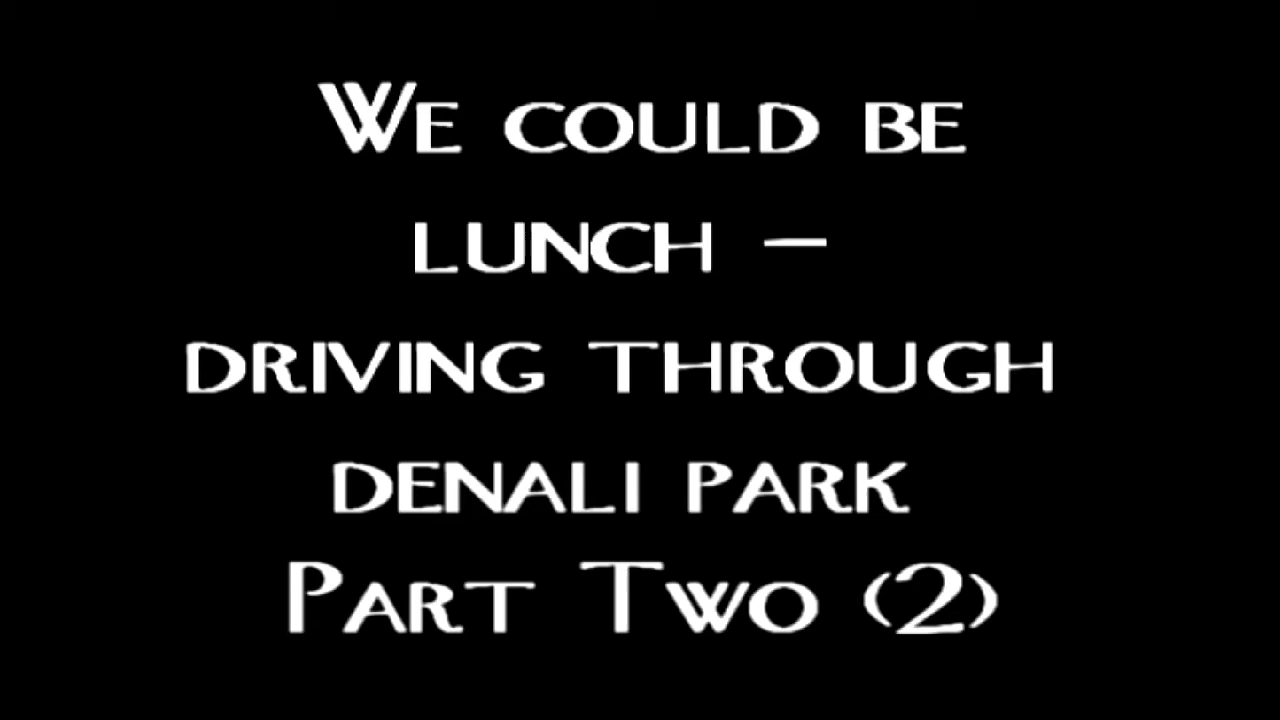 We could be
lunch –
driving through
denali park
Part Two (2)